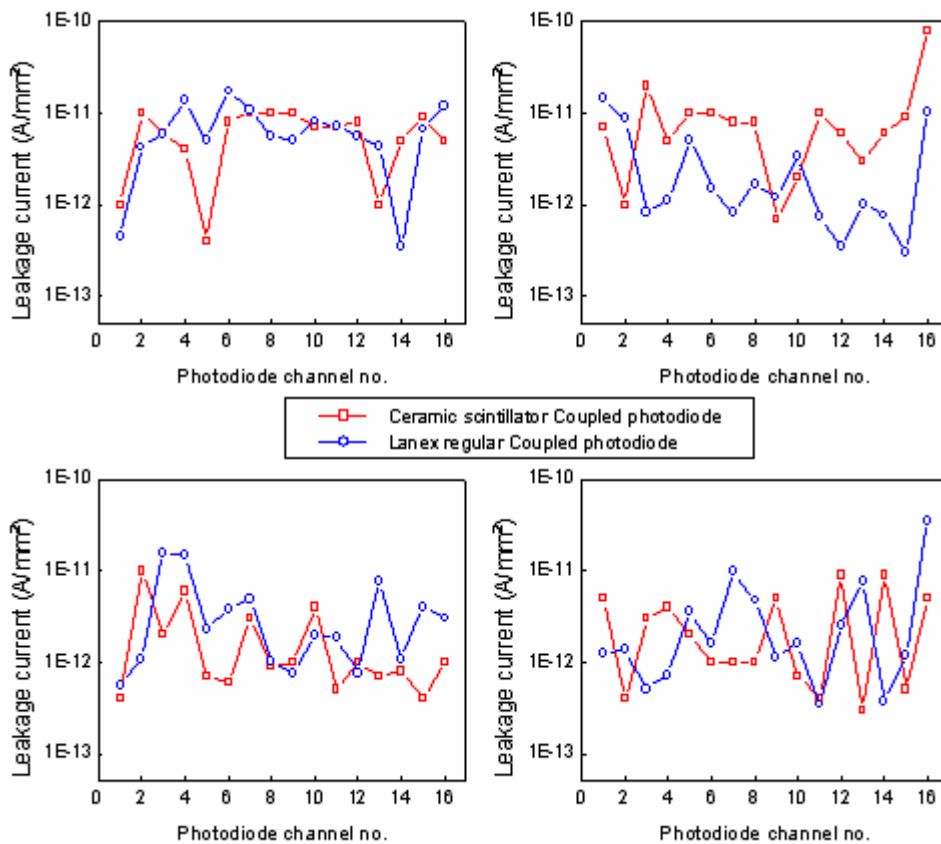 1E-10
1E-11
1E-12
1E-13
Leakage current (A/mm²)
0 2 4 6 8 10 12 14 16
Photodiode channel no.
1E-10
1E-11
1E-12
1E-13
Leakage current (A/mm²)
0 2 4 6 8 10 12 14 16
Photodiode channel no.
Ceramic scintillator Coupled photodiode
Lanex regular Coupled photodiode
1E-10
1E-11
1E-12
1E-13
Leakage current (A/mm²)
0 2 4 6 8 10 12 14 16
Photodiode channel no.
1E-10
1E-11
1E-12
1E-13
Leakage current (A/mm²)
0 2 4 6 8 10 12 14 16
Photodiode channel no.